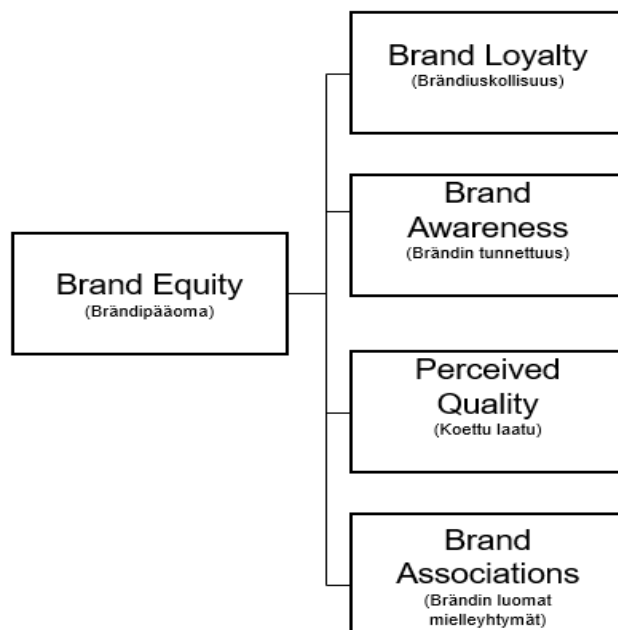 Brand Loyalty
(Brändiuskollisuus)
Brand
Awareness
(Brändin tunnettuus)
Brand Equity
(Brändipääoma)
Perceived
Quality
(Koettu laatu)
Brand
Associations
(Brändin luomat
mielleyhtymät)